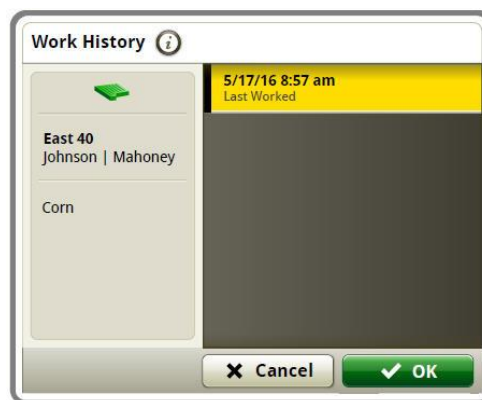 Work History
5/17/16 8:57 am
Last Worked
East 40
Johnson | Mahoney
Corn
Cancel
OK